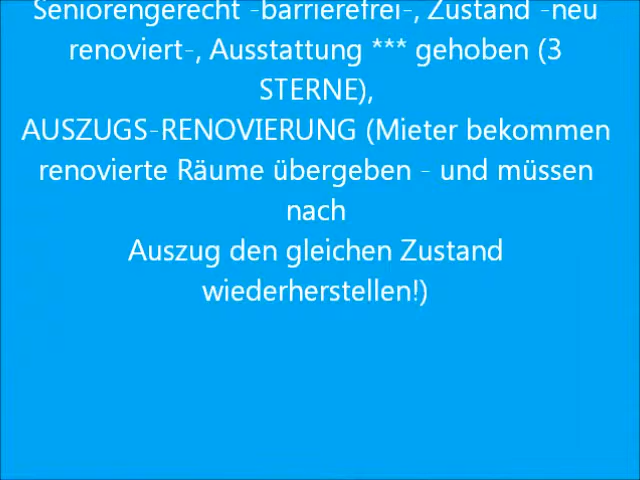 Seniorengerecht -barrierefrei-, Zustand -neu
renoviert-, Ausstattung *** gehoben (3
STERNE),
AUSZUGS-RENOVIERUNG (Mieter bekommen
renovierte Räume übergeben - und müssen
nach
Auszug den gleichen Zustand
wiederherstellen!)